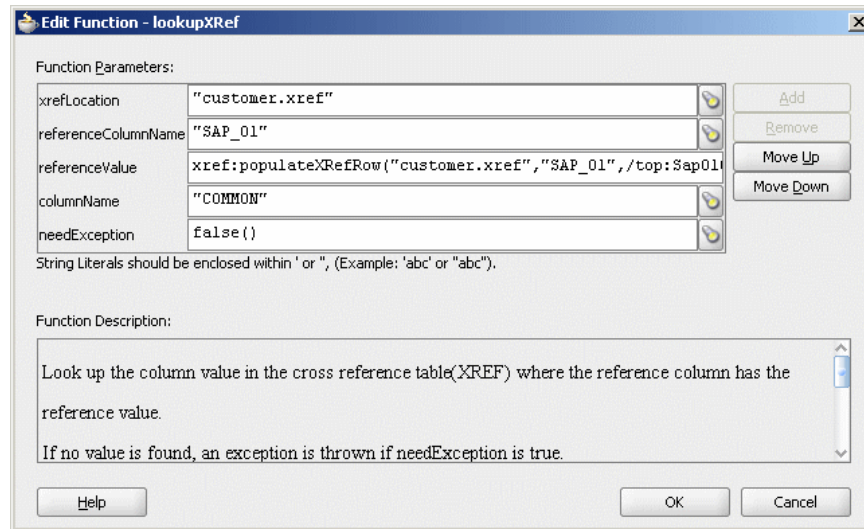 Edit Function - lookupXRef
Function Parameters:
xrefLocation "customer.xref"
referenceColumnName "SAP_01"
referenceValue xref:populateXRefRow("customer.xref","SAP_01",/top:Sap01
columnName "COMMON"
needException false()
Add
Remove
Move Up
Move Down
String Literals should be enclosed within ' or ", (Example: 'abc' or "abc").
Function Description:
Look up the column value in the cross reference table(XREF) where the reference column has the
reference value.
If no value is found, an exception is thrown if needException is true.
Help OK Cancel